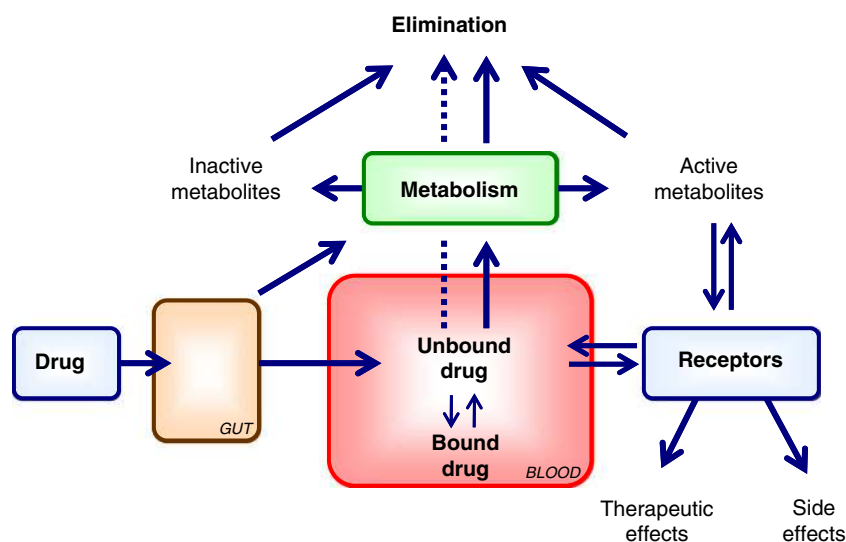 Elimination
Inactive
metabolites
Metabolism
Active
metabolites
Drug
GUT
Unbound
drug
Bound
drug
BLOOD
Receptors
Therapeutic
effects
Side
effects